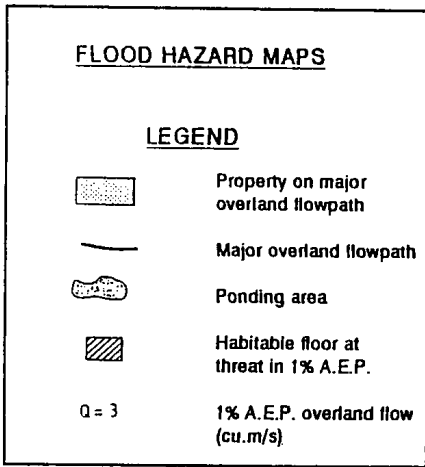 FLOOD HAZARD MAPS
LEGEND
Property on major
overland flowpath
Major overland flowpath
Ponding area
Habitable floor at
threat in 1% A.E.P.
Q = 3 1% A.E.P. overland flow
(cu.m/s)